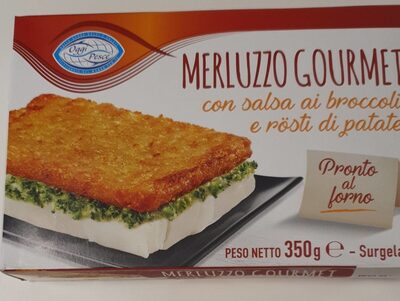 Oggi
Pesce
MERLUZZO GOURMET
con salsa ai broccoli
e rösti di patate
Pronto
al
forno
PESO NETTO 350g e - Surgela
MERLUZZO GOURMET